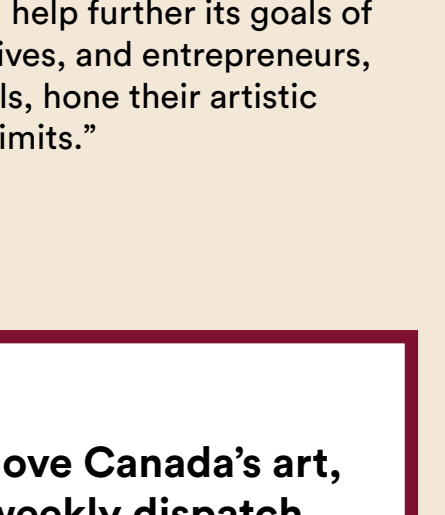 help further its goals of
ives, and entrepreneurs,
ls, hone their artistic
imits.”
ove Canada’s art,
weekly dispatch